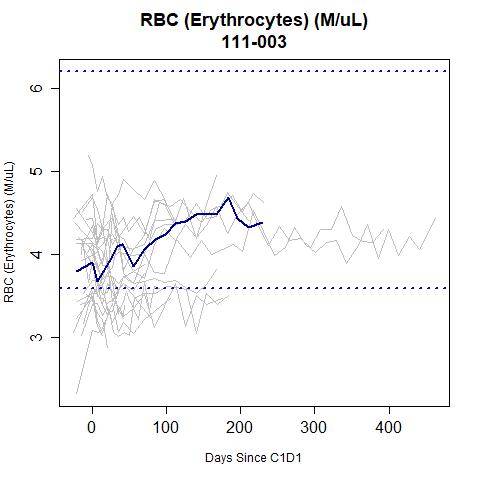 RBC (Erythrocytes) (M/uL)
111-003
RBC (Erythrocytes) (M/uL)
6
5
4
3
0 100 200 300 400
Days Since C1D1